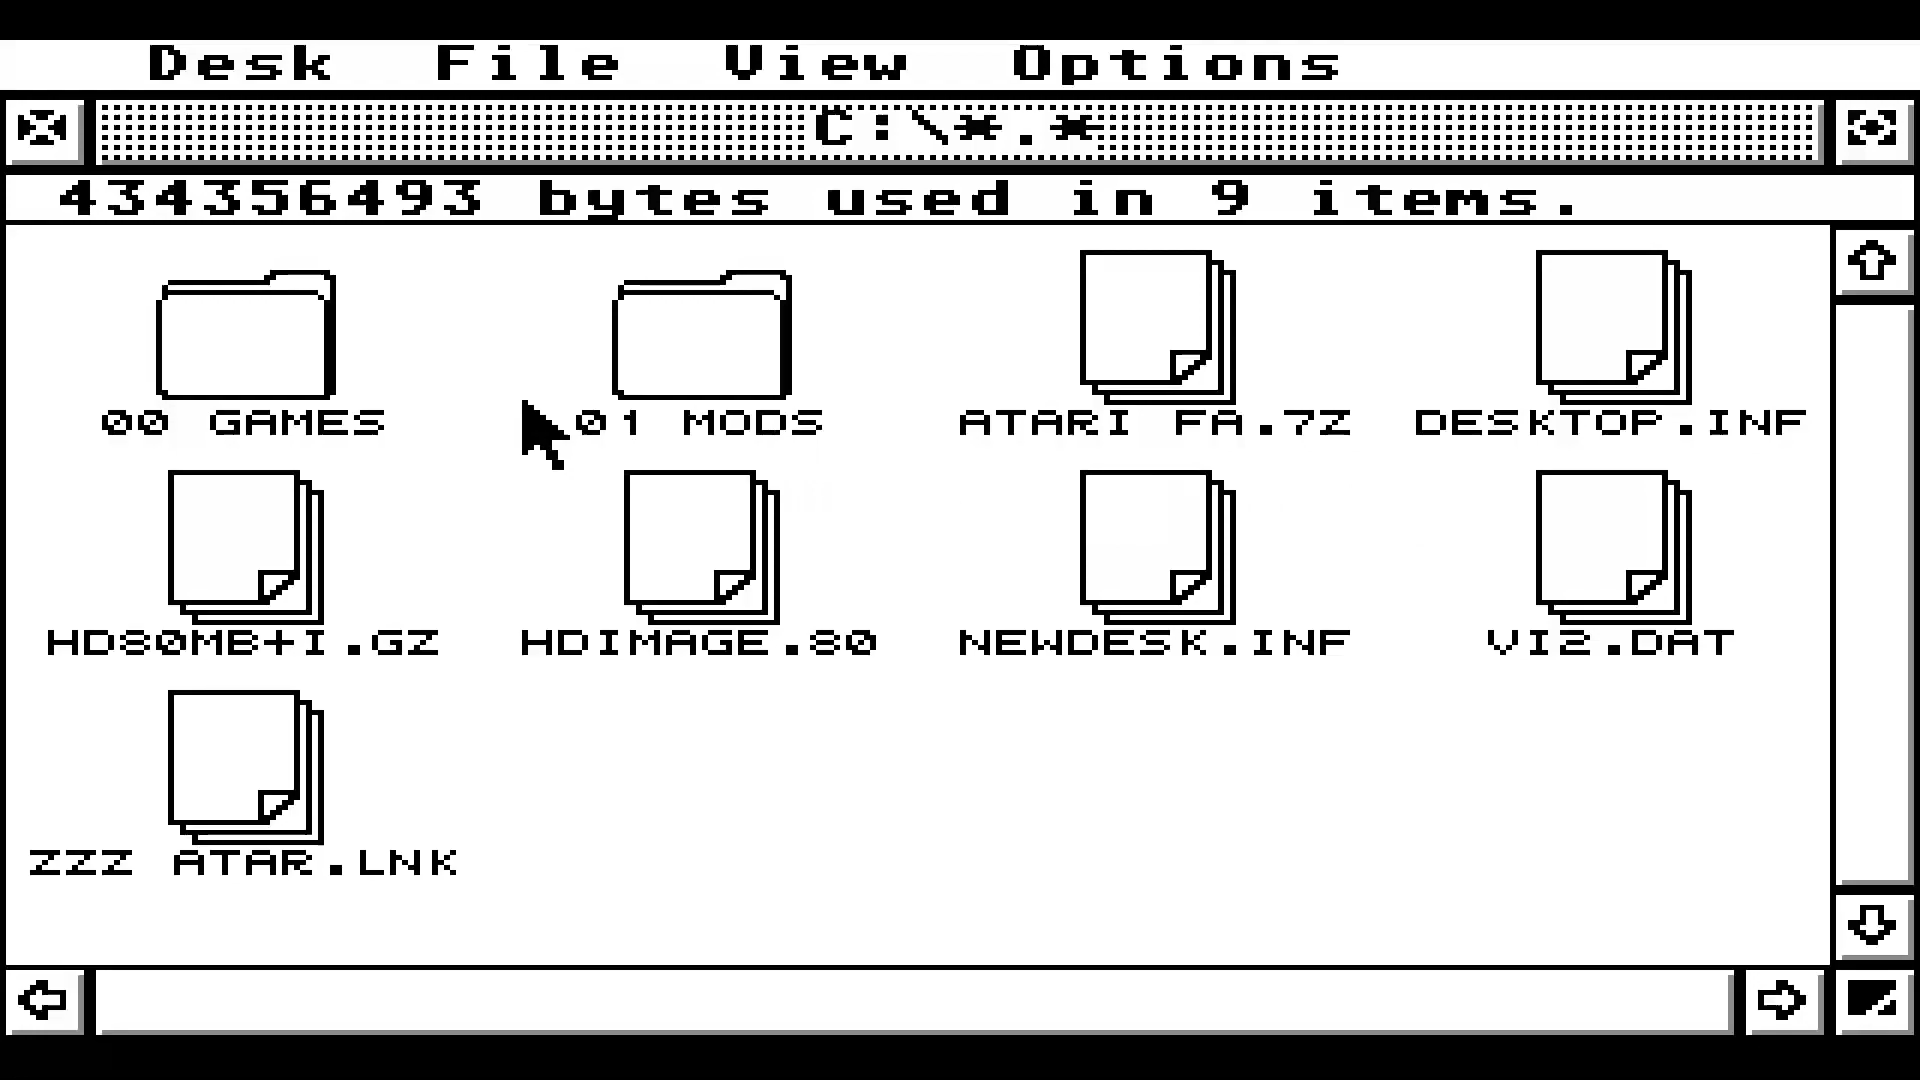 Desk File View Options
C:\*.*
434356493 bytes used in 9 items.
00 GAMES 01 MODS ATARI FA.7Z DESKTOP.INF
HD80MB+I.GZ HDIMAGE.80 NEWDESK.INF VI2.DAT
ZZZ ATAR.LNK